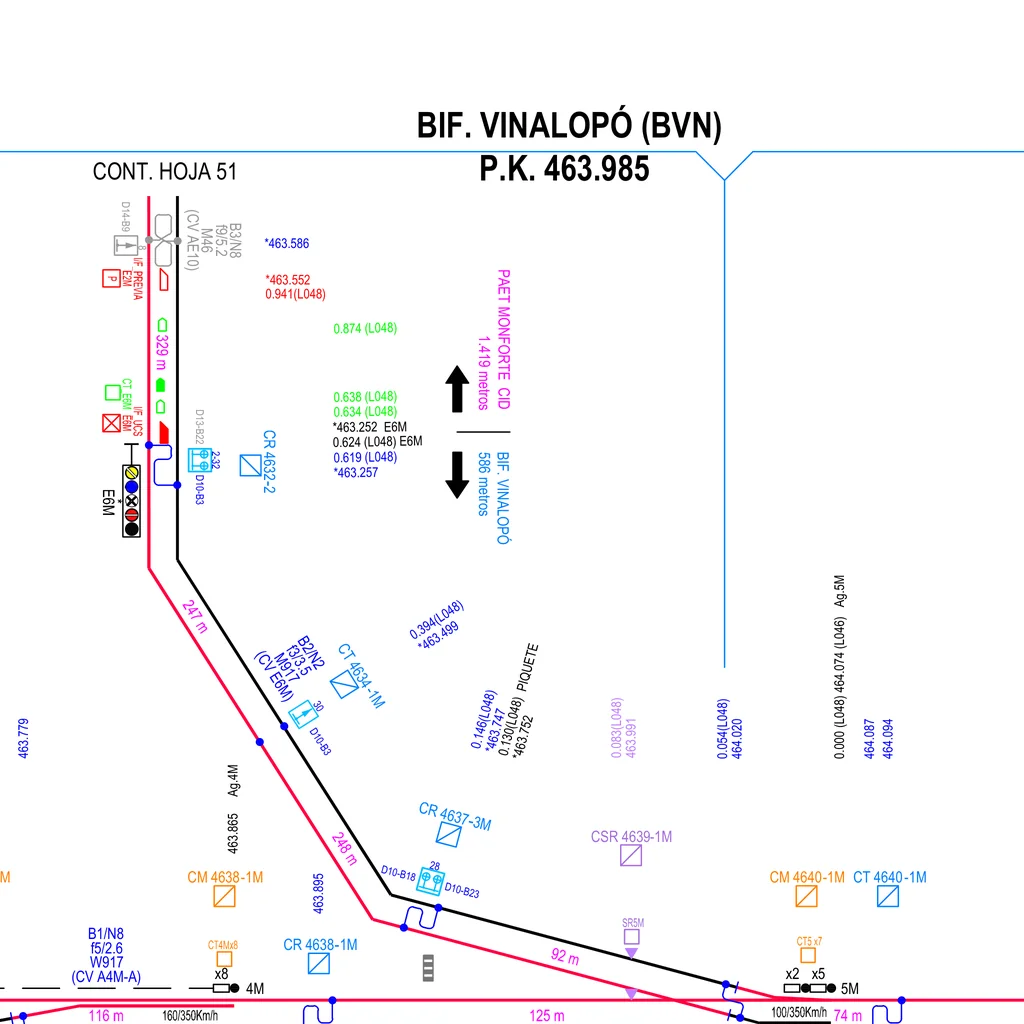 BIF. VINALOPÓ (BVN)
P.K. 463.985
CONT. HOJA 51
D14-B9
8
B3/N8
f9/5.2
M46
(CV AE10)
*463.586
I/F PREVIA
E2M
P
*463.552
0.941(L048)
0.874 (L048)
329 m
PAET MONFORTE CID
1.419 metros
CT E6M
I/F UCS
E6M
0.638 (L048)
0.634 (L048)
*463.252 E6M
0.624 (L048) E6M
0.619 (L048)
*463.257
D13-B22
2-32
D10-B3
CR 4632-2
BIF. VINALOPÓ
586 metros
E6M
*
247 m
0.394(L048)
*463.499
B2/N2
f3/3.5
M917
(CV E6M)
CT 4634-1M
30
D10-B3
0.146(L048)
*463.747
0.130(L048) PIQUETE
*463.752
0.083(L048)
463.991
0.054(L048)
464.020
0.000 (L048) 464.074 (L046) Ag.5M
464.087
464.094
463.779
463.865 Ag.4M
248 m
CR 4637-3M
28
D10-B18
D10-B23
CSR 4639-1M
M
CM 4638-1M
463.895
CM 4640-1M
CT 4640-1M
B1/N8
f5/2.6
W917
(CV A4M-A)
CT4Mx8
CR 4638-1M
SR5M
CT5 x7
92 m
x8
4M
x2
x5
5M
116 m
160/350Km/h
125 m
100/350Km/h
74 m